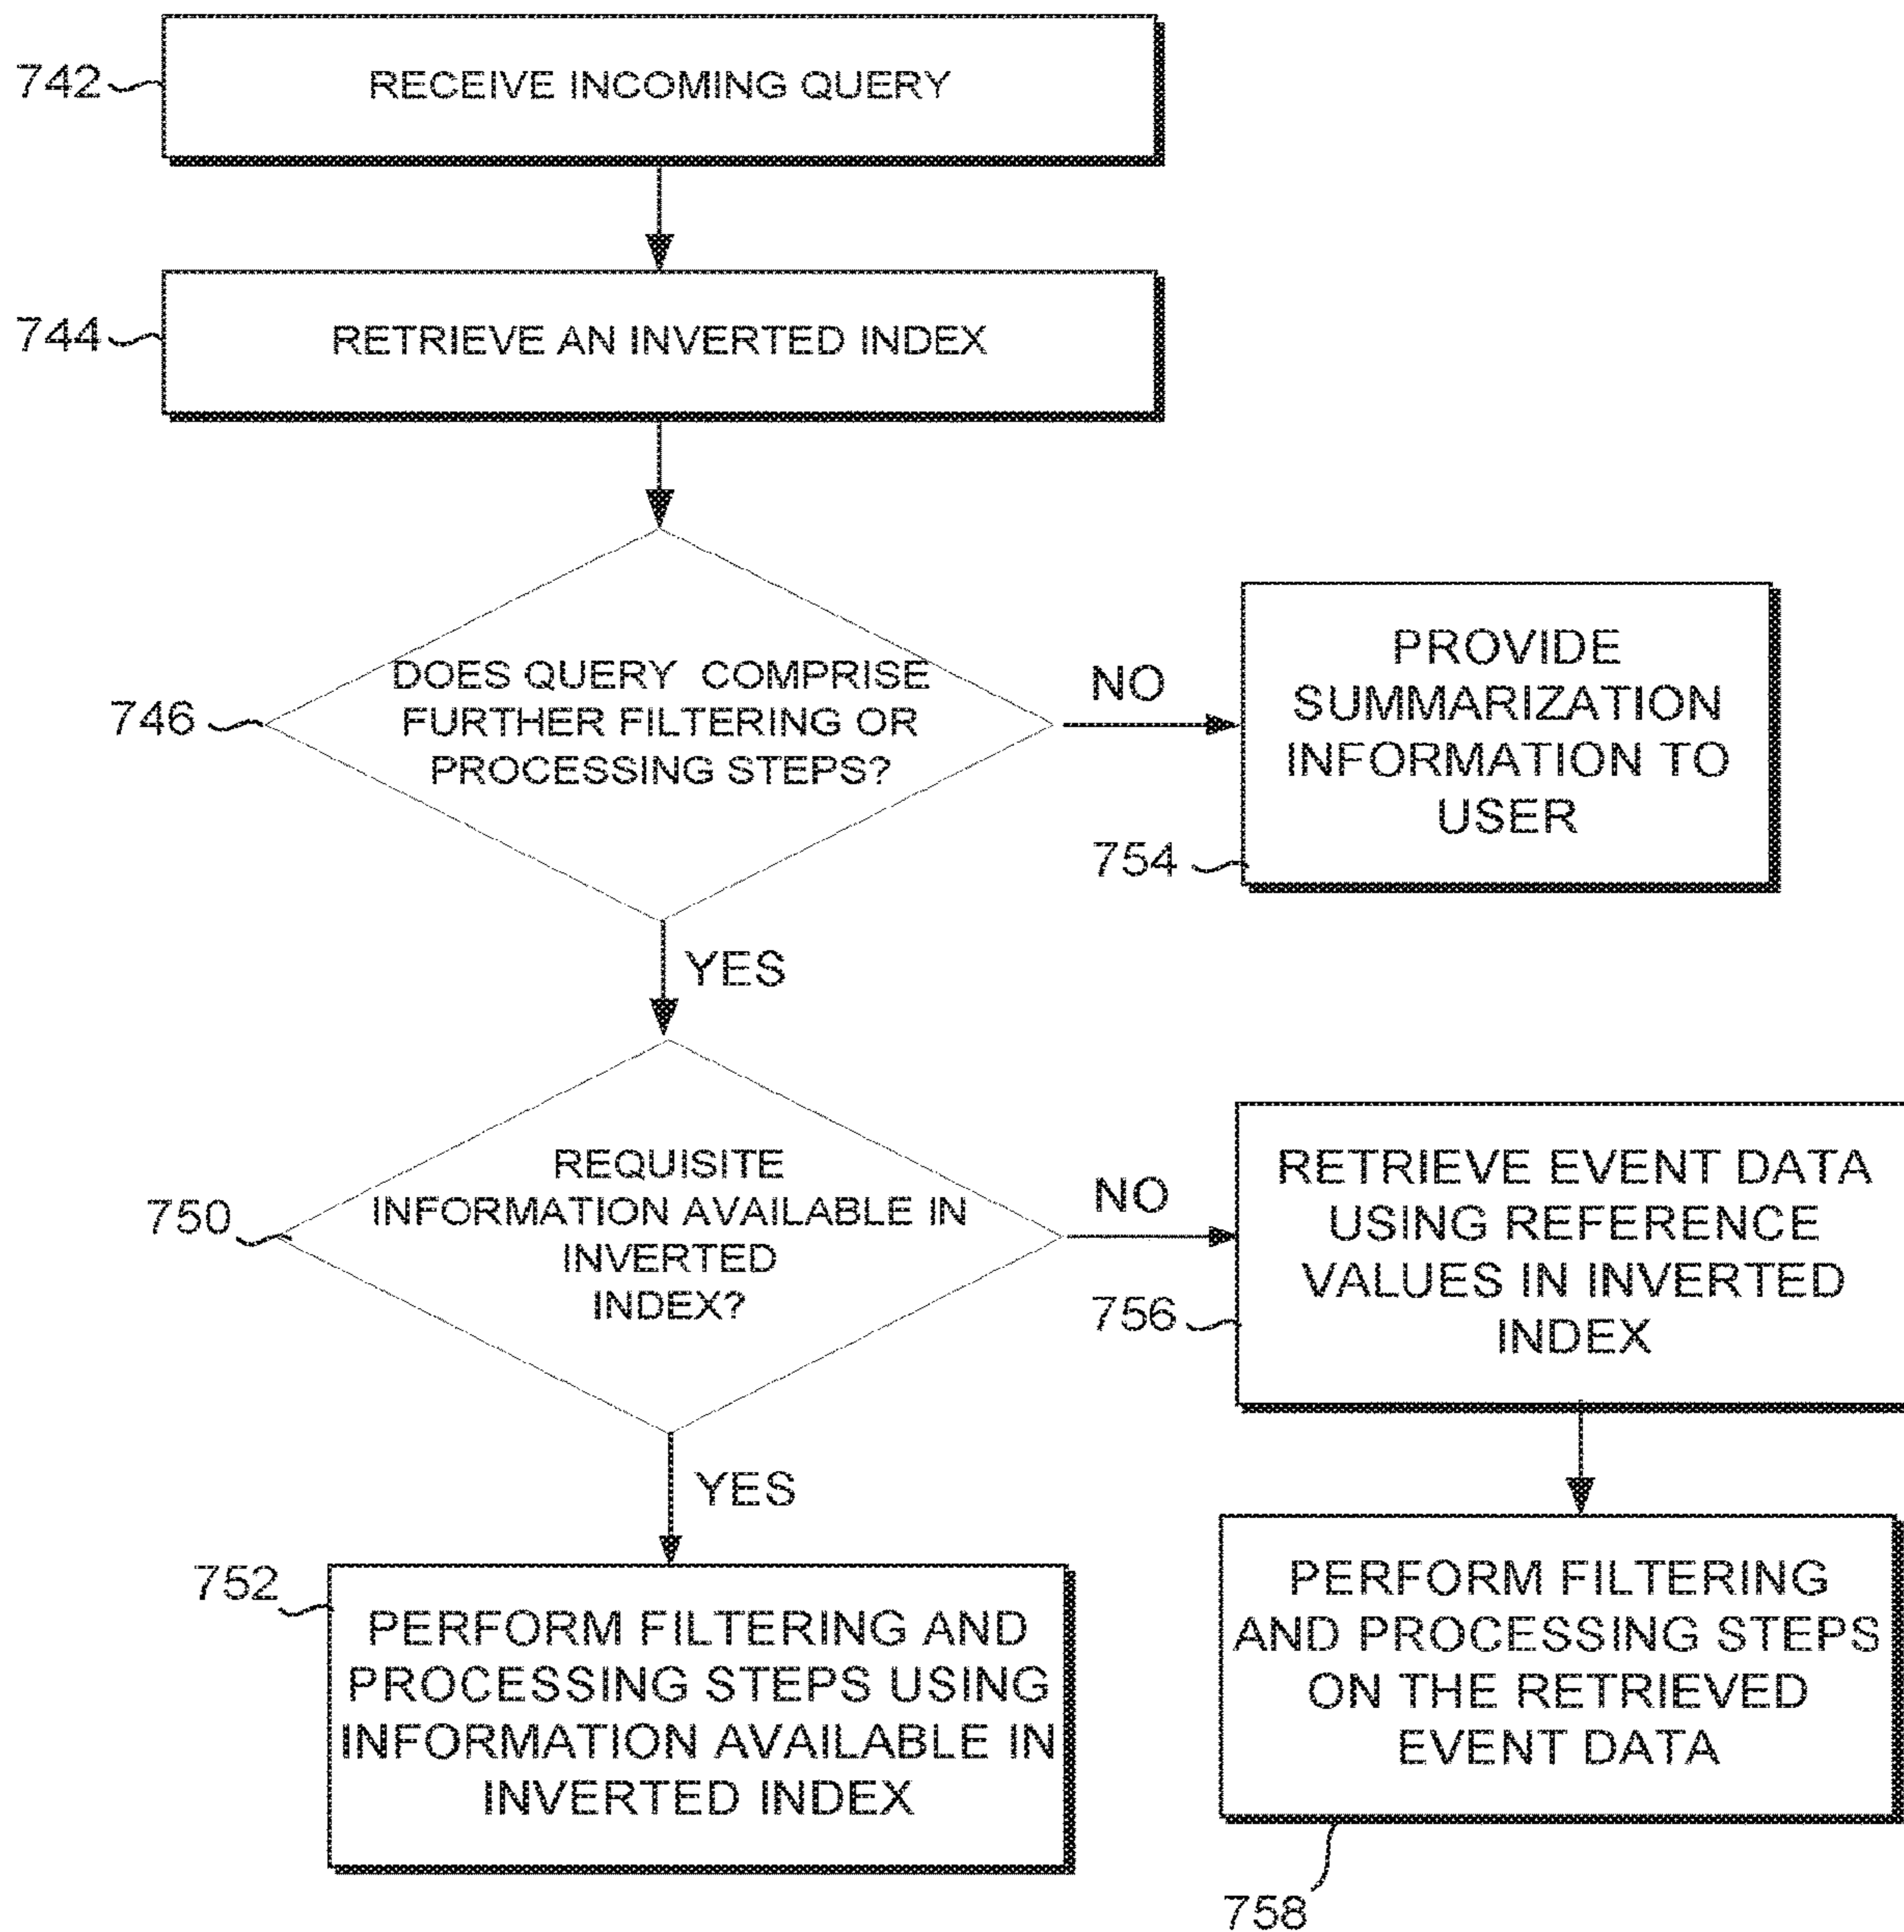 742
RECEIVE INCOMING QUERY
744
RETRIEVE AN INVERTED INDEX
746
DOES QUERY COMPRISE
FURTHER FILTERING OR
PROCESSING STEPS?
NO
PROVIDE
SUMMARIZATION
INFORMATION TO
USER
754
YES
750
REQUISITE
INFORMATION AVAILABLE IN
INVERTED
INDEX?
NO
RETRIEVE EVENT DATA
USING REFERENCE
VALUES IN INVERTED
INDEX
756
YES
752
PERFORM FILTERING AND
PROCESSING STEPS USING
INFORMATION AVAILABLE IN
INVERTED INDEX
PERFORM FILTERING
AND PROCESSING STEPS
ON THE RETRIEVED
EVENT DATA
758